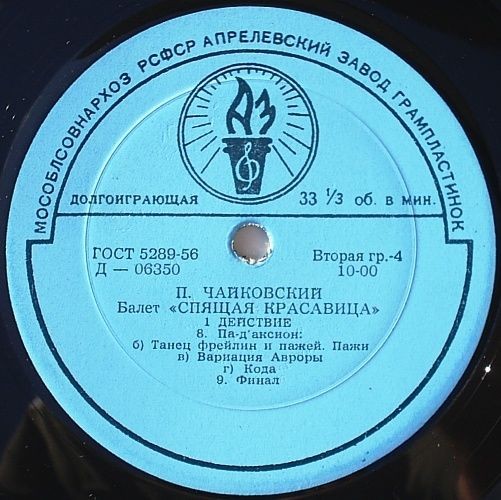 МОСОБЛСОВНАРХОЗ РСФСР АПРЕЛЕВСКИЙ ЗАВОД ГРАМПЛАСТИНОК
АЗ
ДОЛГОИГРАЮЩАЯ 33 1/3 об. в мин.
ГОСТ 5289-56 Вторая гр.-4
Д — 06350 10-00
П. ЧАЙКОВСКИЙ
Балет «СПЯЩАЯ КРАСАВИЦА»
1 ДЕЙСТВИЕ
8. Па-д'аксион:
б) Танец фрейлин и пажей. Пажи
в) Вариация Авроры
г) Кода
9. Финал